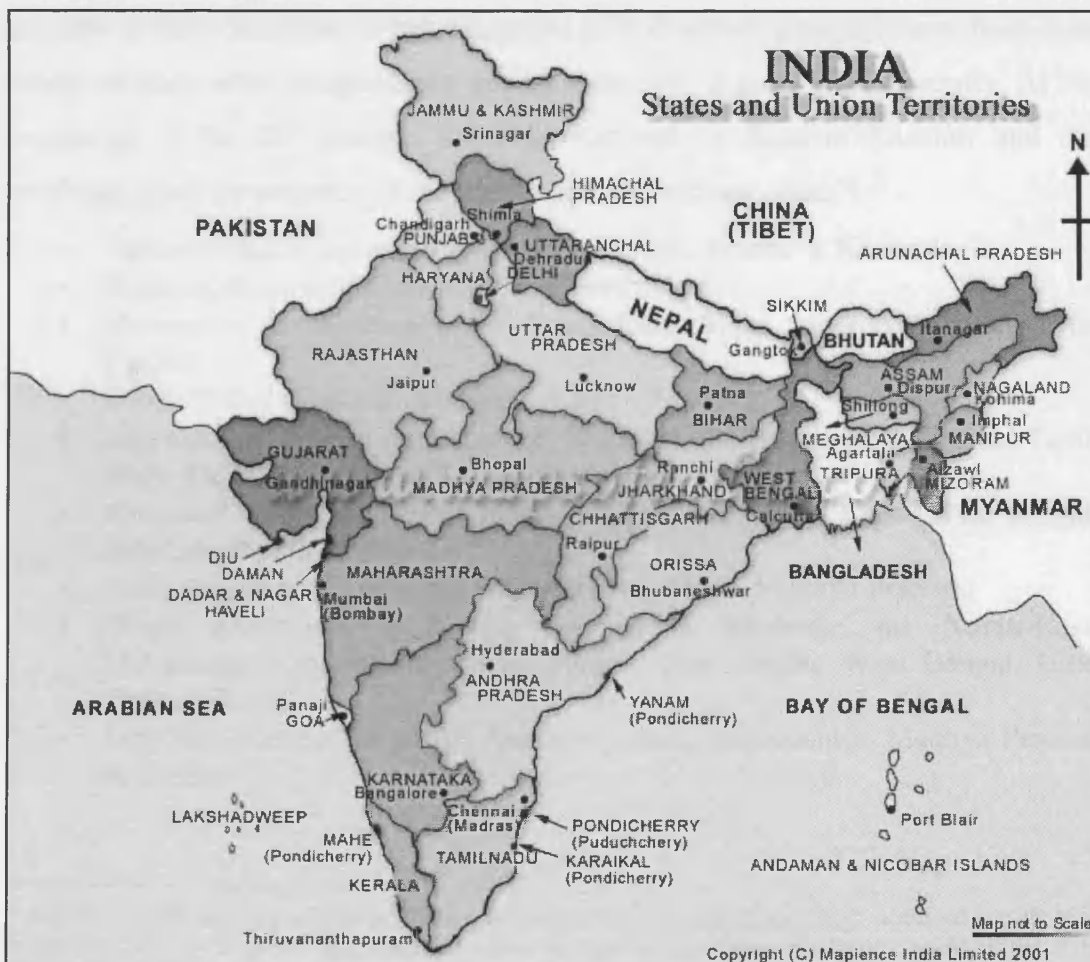 INDIA
States and Union Territories
N
JAMMU & KASHMIR
Srinagar
HIMACHAL
PRADESH
PAKISTAN
CHINA
(TIBET)
Chandigarh
Shimla
PUNJAB
UTTARANCHAL
Dehradu
HARYANA
DELHI
ARUNACHAL PRADESH
NEPAL
SIKKIM
Gangtok
BHUTAN
Itanagar
RAJASTHAN
Jaipur
UTTAR
PRADESH
Lucknow
Patna
BIHAR
ASSAM
Dispur
NAGALAND
Kohima
Shillong
Imphal
MANIPUR
MEGHALAYA
Agartala
TRIPURA
Aizawl
MIZORAM
MYANMAR
GUJARAT
Gandhinagar
Bhopal
MADHYA PRADESH
Ranchi
JHARKHAND
WEST
BENGAL
Calcutta
CHHATTISGARH
Raipur
ORISSA
Bhubaneshwar
BANGLADESH
DIU
DAMAN
DADAR & NAGAR
HAVELI
MAHARASHTRA
Mumbai
(Bombay)
Hyderabad
ANDHRA
PRADESH
YANAM
(Pondicherry)
ARABIAN SEA
Panaji
GOA
BAY OF BENGAL
KARNATAKA
Bangalore
Chennai
(Madras)
PONDICHERRY
(Puduchchery)
LAKSHADWEEP
MAHE
(Pondicherry)
TAMILNADU
KARAIKAL
(Pondicherry)
KERALA
Thiruvananthapuram
Port Blair
ANDAMAN & NICOBAR ISLANDS
Map not to Scale
Copyright (C) Mapience India Limited 2001